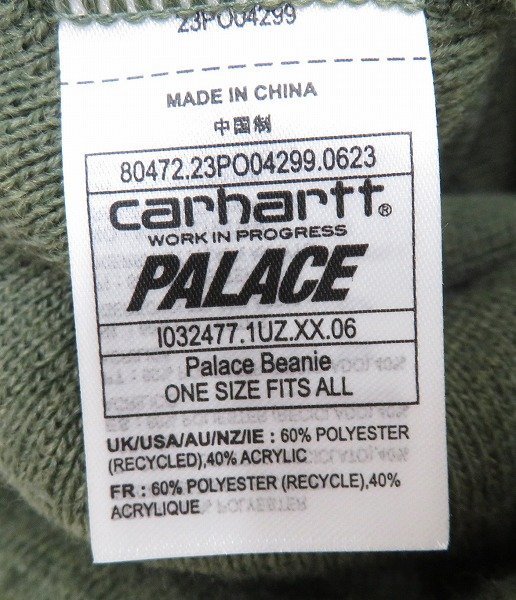 23PO04299
MADE IN CHINA
中国制
80472.23PO04299.0623
carhartt®
WORK IN PROGRESS
PALACE
I032477.1UZ.XX.06
Palace Beanie
ONE SIZE FITS ALL
UK/USA/AU/NZ/IE : 60% POLYESTER
(RECYCLED),40% ACRYLIC
FR : 60% POLYESTER (RECYCLE),40%
ACRYLIQUE